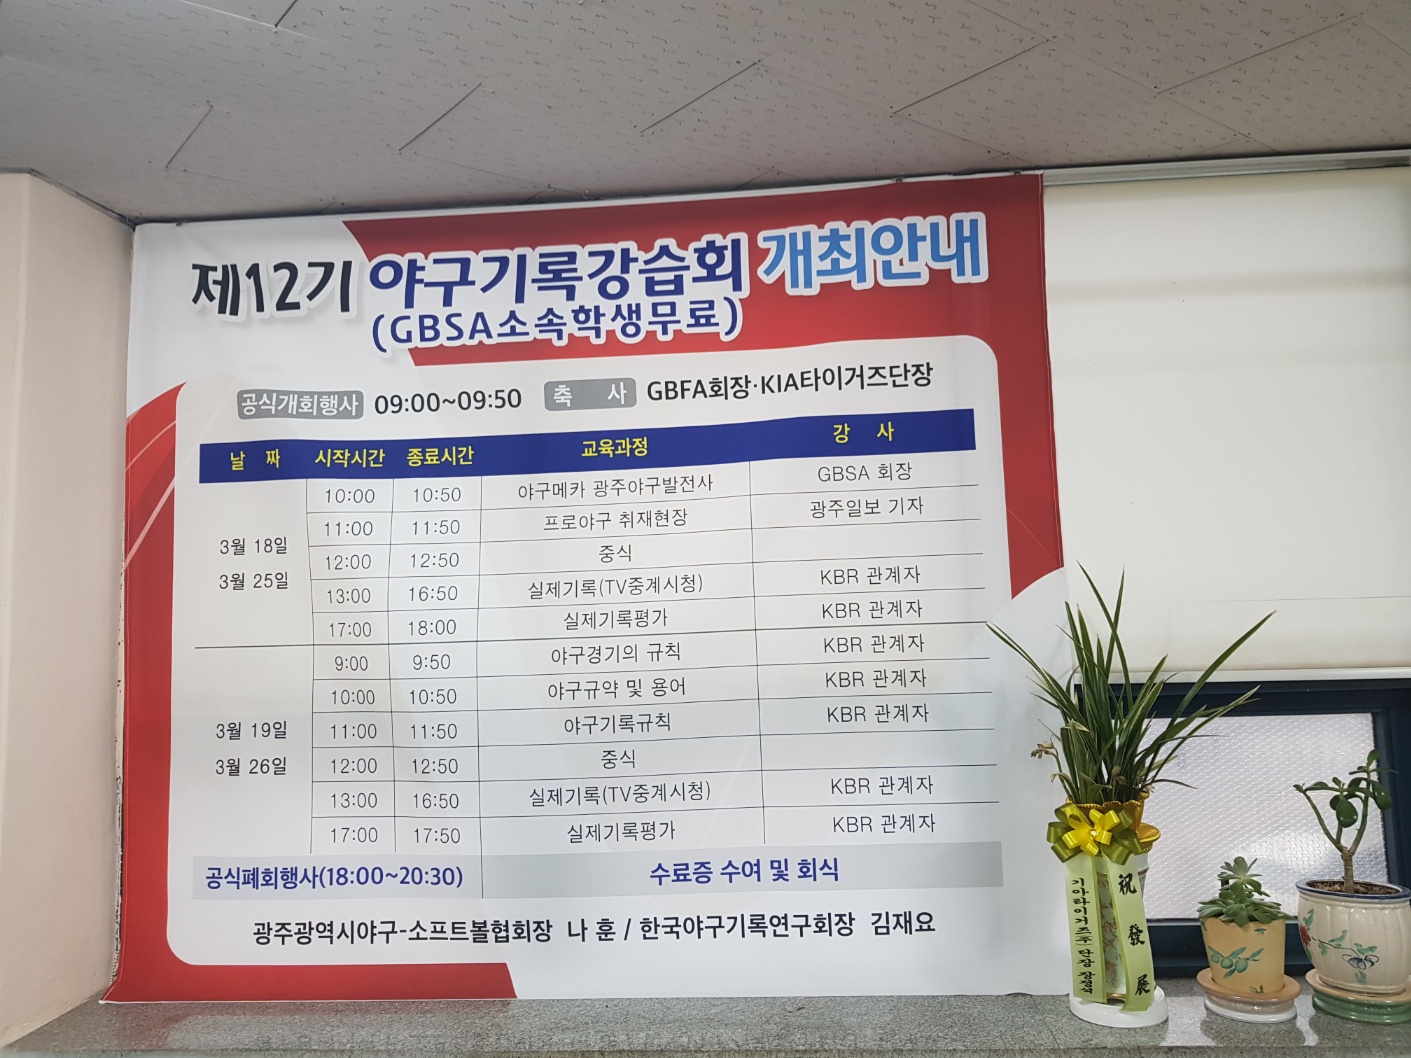 제12기 야구기록강습회 개최안내
(GBSA소속학생무료)
공식개회행사 09:00~09:50 축 사 GBFA회장·KIA타이거즈단장
날 짜 시작시간 종료시간 교육과정 강 사
3월 18일
3월 25일
10:00 10:50 야구메카 광주야구발전사 GBSA 회장
11:00 11:50 프로야구 취재현장 광주일보 기자
12:00 12:50 중식
13:00 16:50 실제기록(TV중계시청) KBR 관계자
17:00 18:00 실제기록평가 KBR 관계자
3월 19일
3월 26일
9:00 9:50 야구경기의 규칙 KBR 관계자
10:00 10:50 야구규약 및 용어 KBR 관계자
11:00 11:50 야구기록규칙 KBR 관계자
12:00 12:50 중식
13:00 16:50 실제기록(TV중계시청) KBR 관계자
17:00 17:50 실제기록평가 KBR 관계자
공식폐회행사(18:00~20:30) 수료증 수여 및 회식
광주광역시야구-소프트볼협회장 나 훈 / 한국야구기록연구회장 김재요
祝發展
기아타이거즈(주) 단장